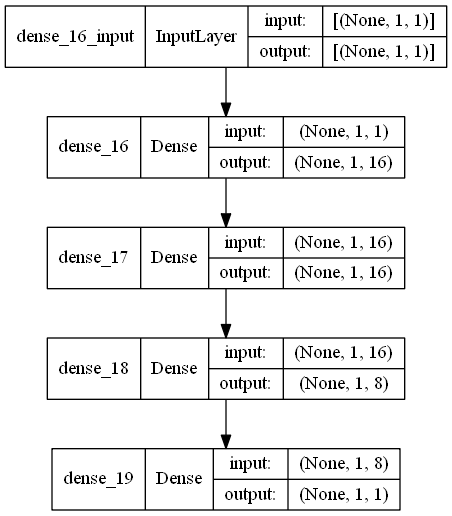 dense_16_input InputLayer input: [(None, 1, 1)]
output: [(None, 1, 1)]
dense_16 Dense input: (None, 1, 1)
output: (None, 1, 16)
dense_17 Dense input: (None, 1, 16)
output: (None, 1, 16)
dense_18 Dense input: (None, 1, 16)
output: (None, 1, 8)
dense_19 Dense input: (None, 1, 8)
output: (None, 1, 1)